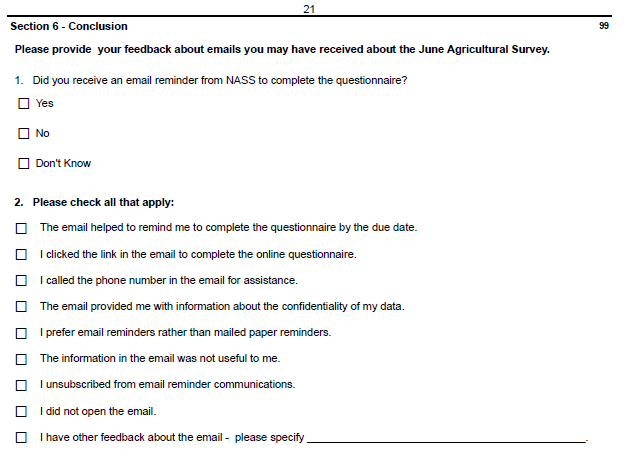 21
Section 6 - Conclusion 99
Please provide your feedback about emails you may have received about the June Agricultural Survey.
1. Did you receive an email reminder from NASS to complete the questionnaire?
Yes
No
Don't Know
2. Please check all that apply:
The email helped to remind me to complete the questionnaire by the due date.
I clicked the link in the email to complete the online questionnaire.
I called the phone number in the email for assistance.
The email provided me with information about the confidentiality of my data.
I prefer email reminders rather than mailed paper reminders.
The information in the email was not useful to me.
I unsubscribed from email reminder communications.
I did not open the email.
I have other feedback about the email - please specify ______________________________.